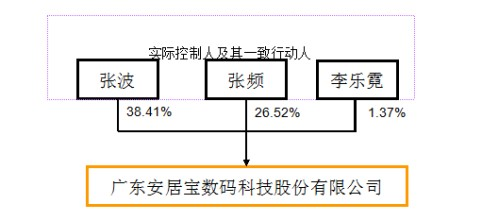 实际控制人及其一致行动人
张波
张频
李乐霓
38.41%
26.52%
1.37%
广东安居宝数码科技股份有限公司